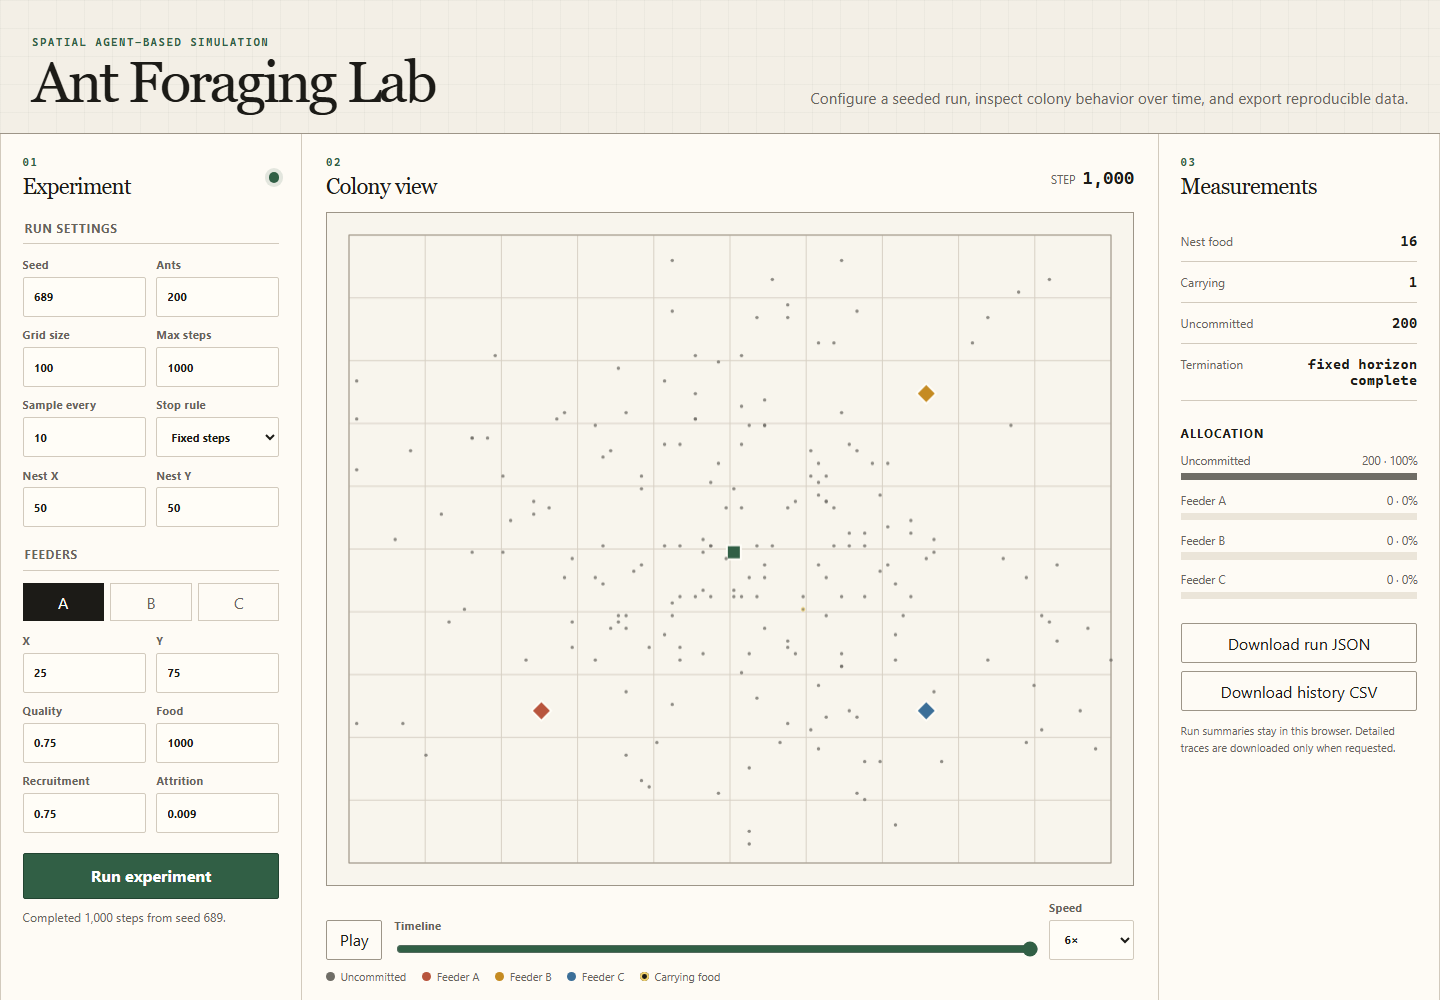 SPATIAL AGENT-BASED SIMULATION
Ant Foraging Lab
Configure a seeded run, inspect colony behavior over time, and export reproducible data.
01
Experiment
RUN SETTINGS
Seed Ants
689 200
Grid size Max steps
100 1000
Sample every Stop rule
10 Fixed steps
Nest X Nest Y
50 50
FEEDERS
A B C
X Y
25 75
Quality Food
0.75 1000
Recruitment Attrition
0.75 0.009
Run experiment
Completed 1,000 steps from seed 689.
02
Colony view
STEP 1,000
Play
Timeline
Speed
6×
Uncommitted Feeder A Feeder B Feeder C Carrying food
03
Measurements
Nest food 16
Carrying 1
Uncommitted 200
Termination fixed horizon
complete
ALLOCATION
Uncommitted 200 · 100%
Feeder A 0 · 0%
Feeder B 0 · 0%
Feeder C 0 · 0%
Download run JSON
Download history CSV
Run summaries stay in this browser. Detailed
traces are downloaded only when requested.